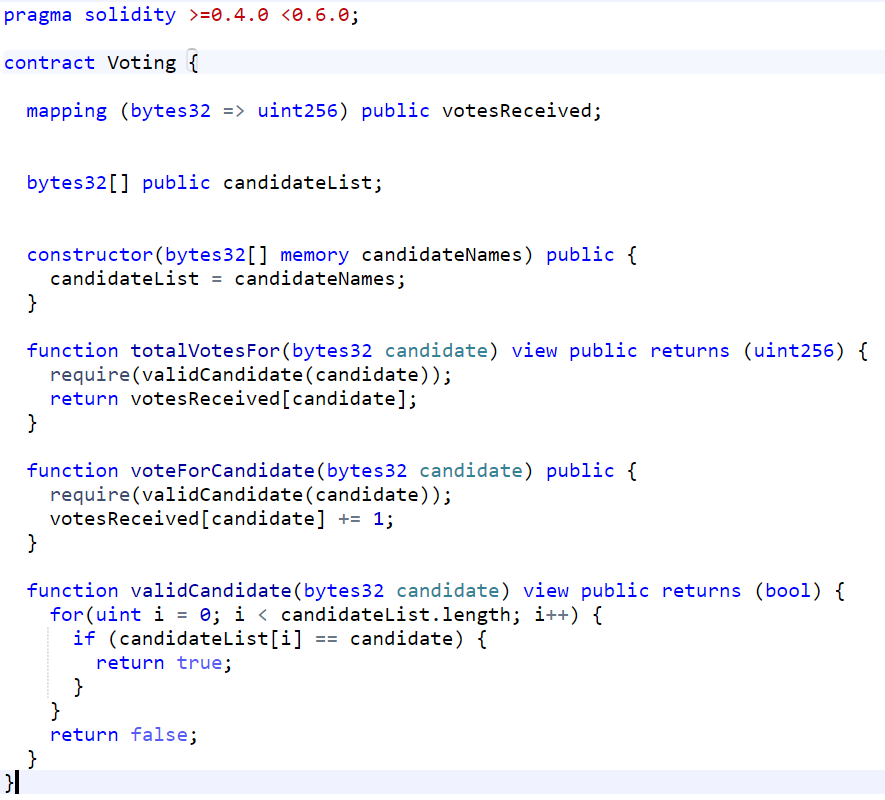 pragma solidity >=0.4.0 <0.6.0;
contract Voting {
  mapping (bytes32 => uint256) public votesReceived;
  bytes32[] public candidateList;
  constructor(bytes32[] memory candidateNames) public {
    candidateList = candidateNames;
  }
  function totalVotesFor(bytes32 candidate) view public returns (uint256) {
    require(validCandidate(candidate));
    return votesReceived[candidate];
  }
  function voteForCandidate(bytes32 candidate) public {
    require(validCandidate(candidate));
    votesReceived[candidate] += 1;
  }
  function validCandidate(bytes32 candidate) view public returns (bool) {
    for(uint i = 0; i < candidateList.length; i++) {
      if (candidateList[i] == candidate) {
        return true;
      }
    }
    return false;
  }
}